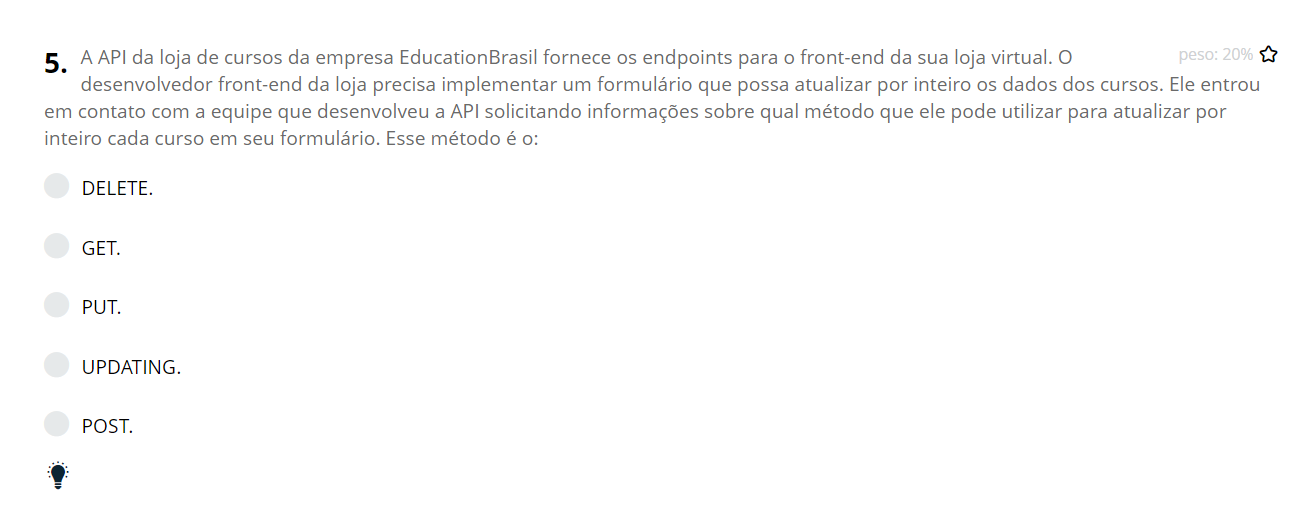 5. A API da loja de cursos da empresa EducationBrasil fornece os endpoints para o front-end da sua loja virtual. O
peso: 20%
desenvolvedor front-end da loja precisa implementar um formulário que possa atualizar por inteiro os dados dos cursos. Ele entrou
em contato com a equipe que desenvolveu a API solicitando informações sobre qual método que ele pode utilizar para atualizar por
inteiro cada curso em seu formulário. Esse método é o:
DELETE.
GET.
PUT.
UPDATING.
POST.